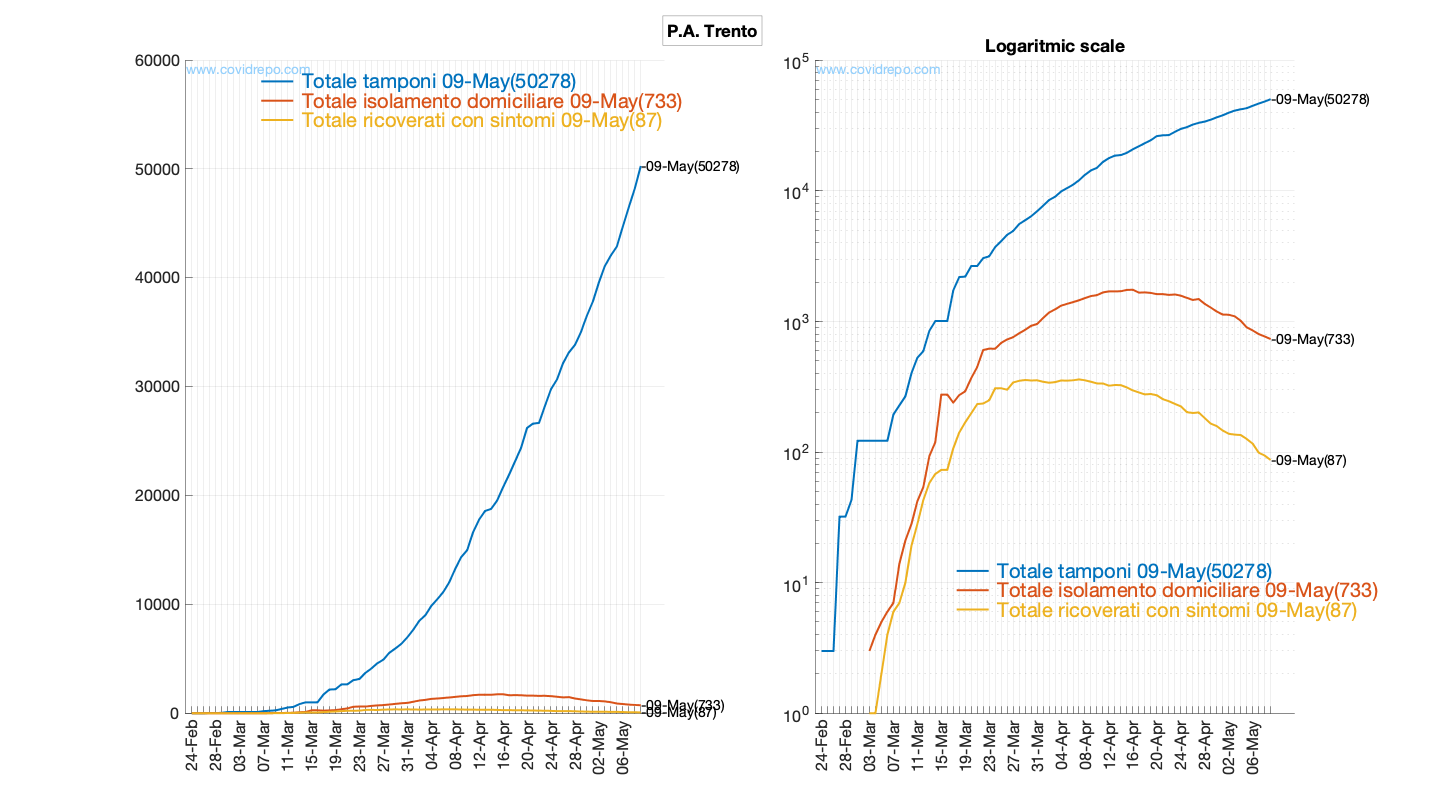 P.A. Trento
www.covidrepo.com
Totale tamponi 09-May(50278)
Totale isolamento domiciliare 09-May(733)
Totale ricoverati con sintomi 09-May(87)
60000
50000
40000
30000
20000
10000
0
-09-May(50278)
-09-May(733)
-09-May(87)
24-Feb
28-Feb
03-Mar
07-Mar
11-Mar
15-Mar
19-Mar
23-Mar
27-Mar
31-Mar
04-Apr
08-Apr
12-Apr
16-Apr
20-Apr
24-Apr
28-Apr
02-May
06-May
Logaritmic scale
www.covidrepo.com
10^5
10^4
10^3
10^2
10^1
10^0
-09-May(50278)
-09-May(733)
-09-May(87)
Totale tamponi 09-May(50278)
Totale isolamento domiciliare 09-May(733)
Totale ricoverati con sintomi 09-May(87)
24-Feb
28-Feb
03-Mar
07-Mar
11-Mar
15-Mar
19-Mar
23-Mar
27-Mar
31-Mar
04-Apr
08-Apr
12-Apr
16-Apr
20-Apr
24-Apr
28-Apr
02-May
06-May